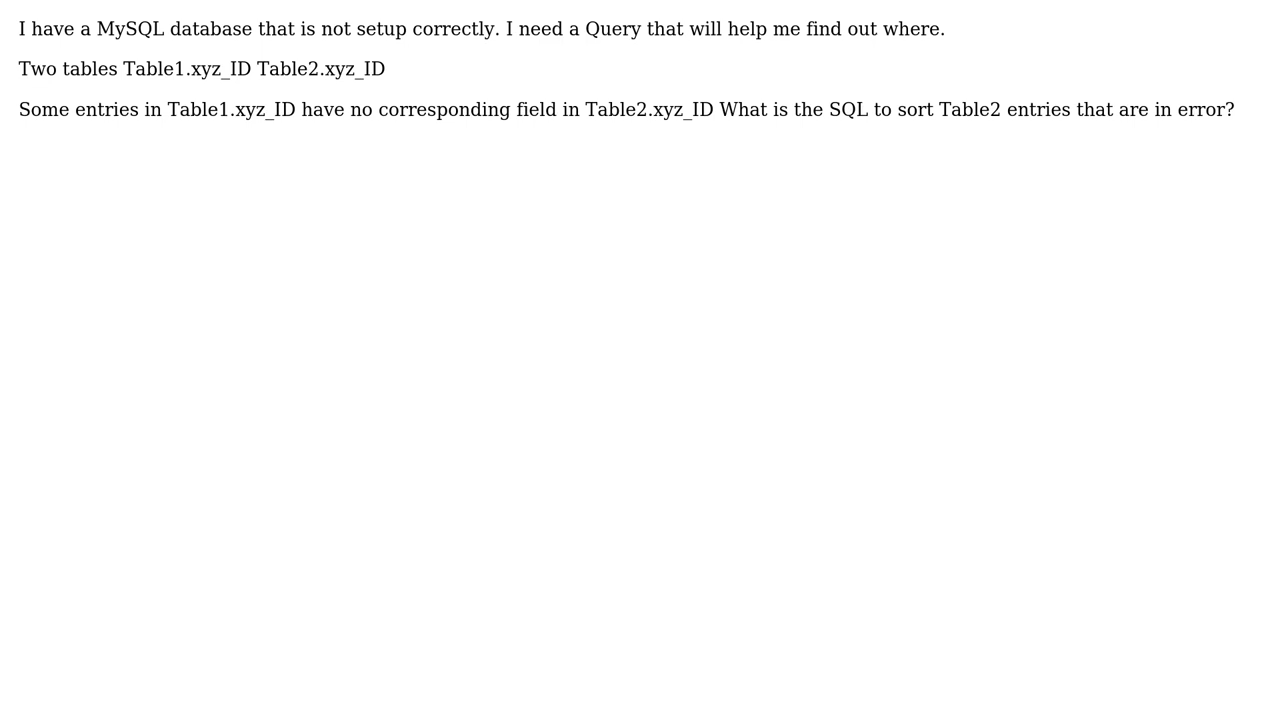 I have a MySQL database that is not setup correctly. I need a Query that will help me find out where.
Two tables Table1.xyz_ID Table2.xyz_ID
Some entries in Table1.xyz_ID have no corresponding field in Table2.xyz_ID What is the SQL to sort Table2 entries that are in error?